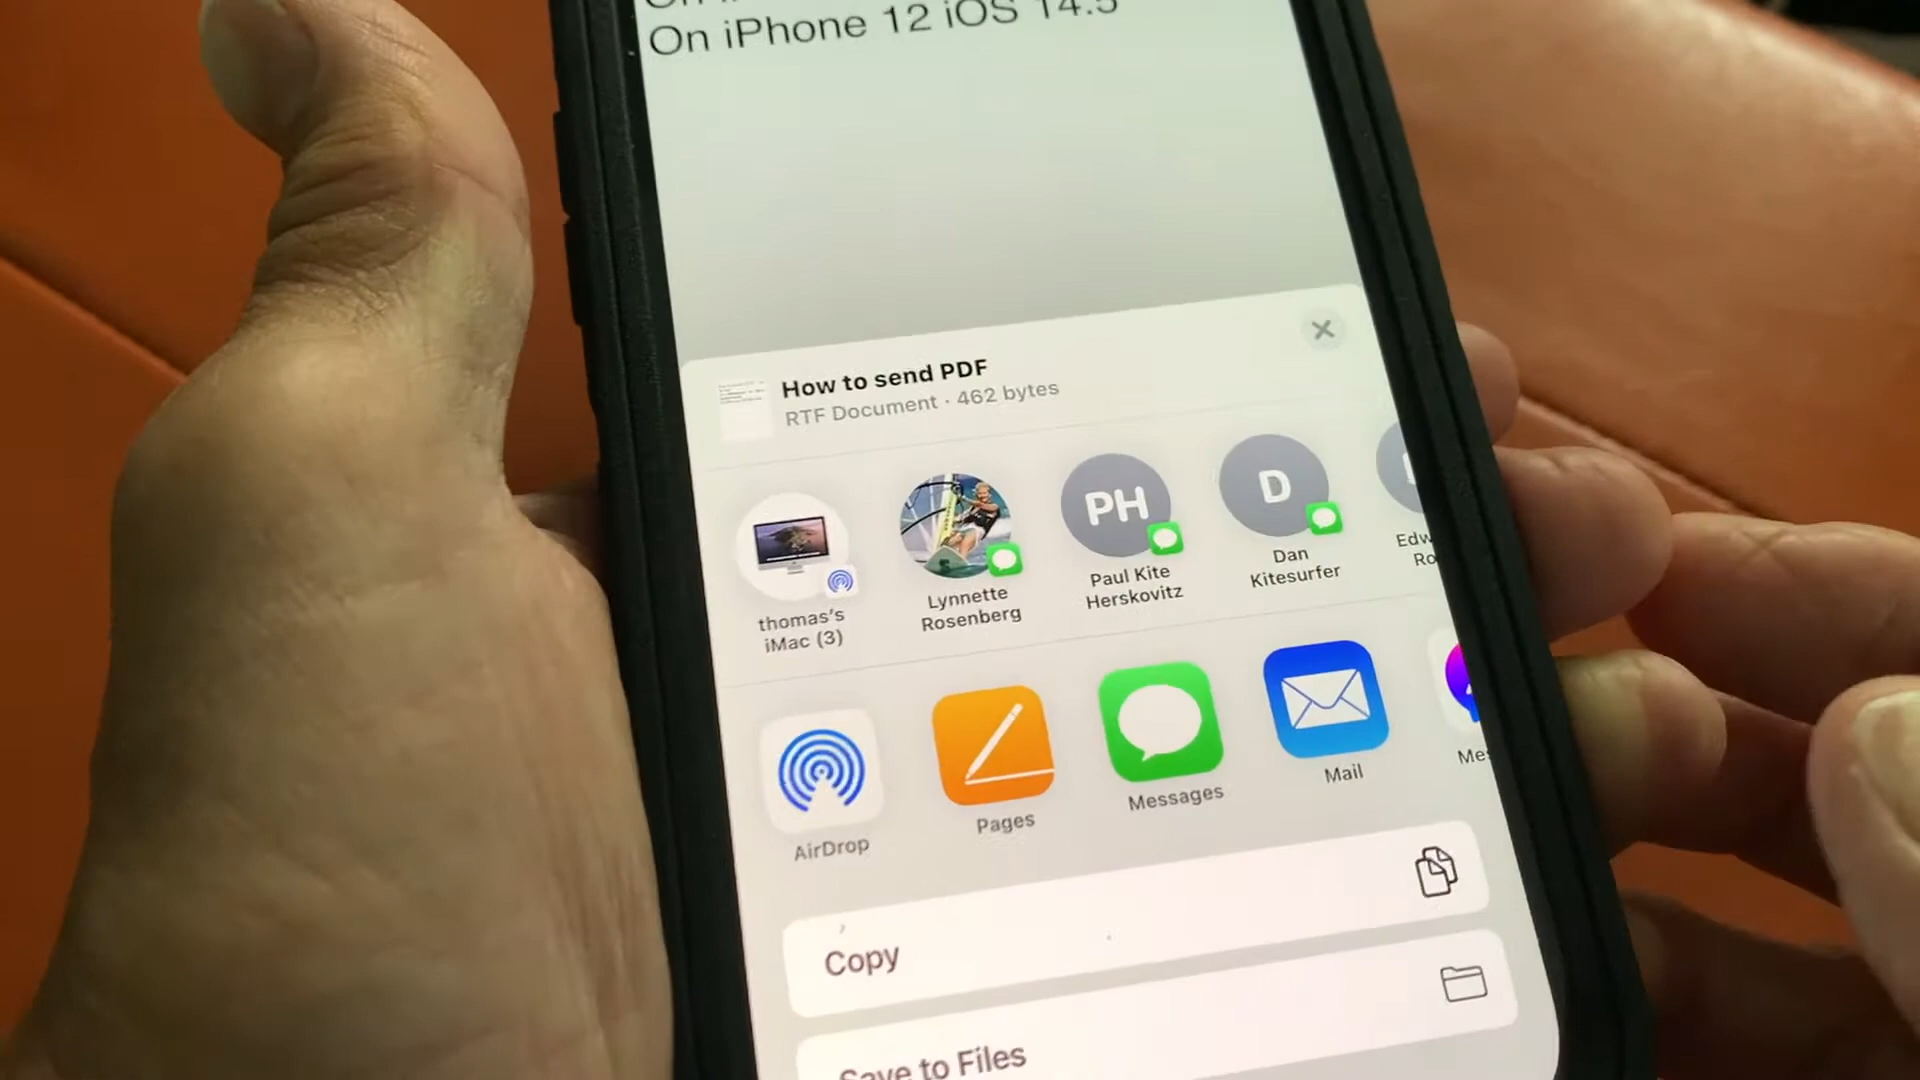 On iPhone 12 iOS 14.5
How to send PDF
RTF Document · 462 bytes
PH
D
thomas's
iMac (3)
Lynnette
Rosenberg
Paul Kite
Herskovitz
Dan
Kitesurfer
Edw
Ro
AirDrop
Pages
Messages
Mail
Mes
Copy
Save to Files